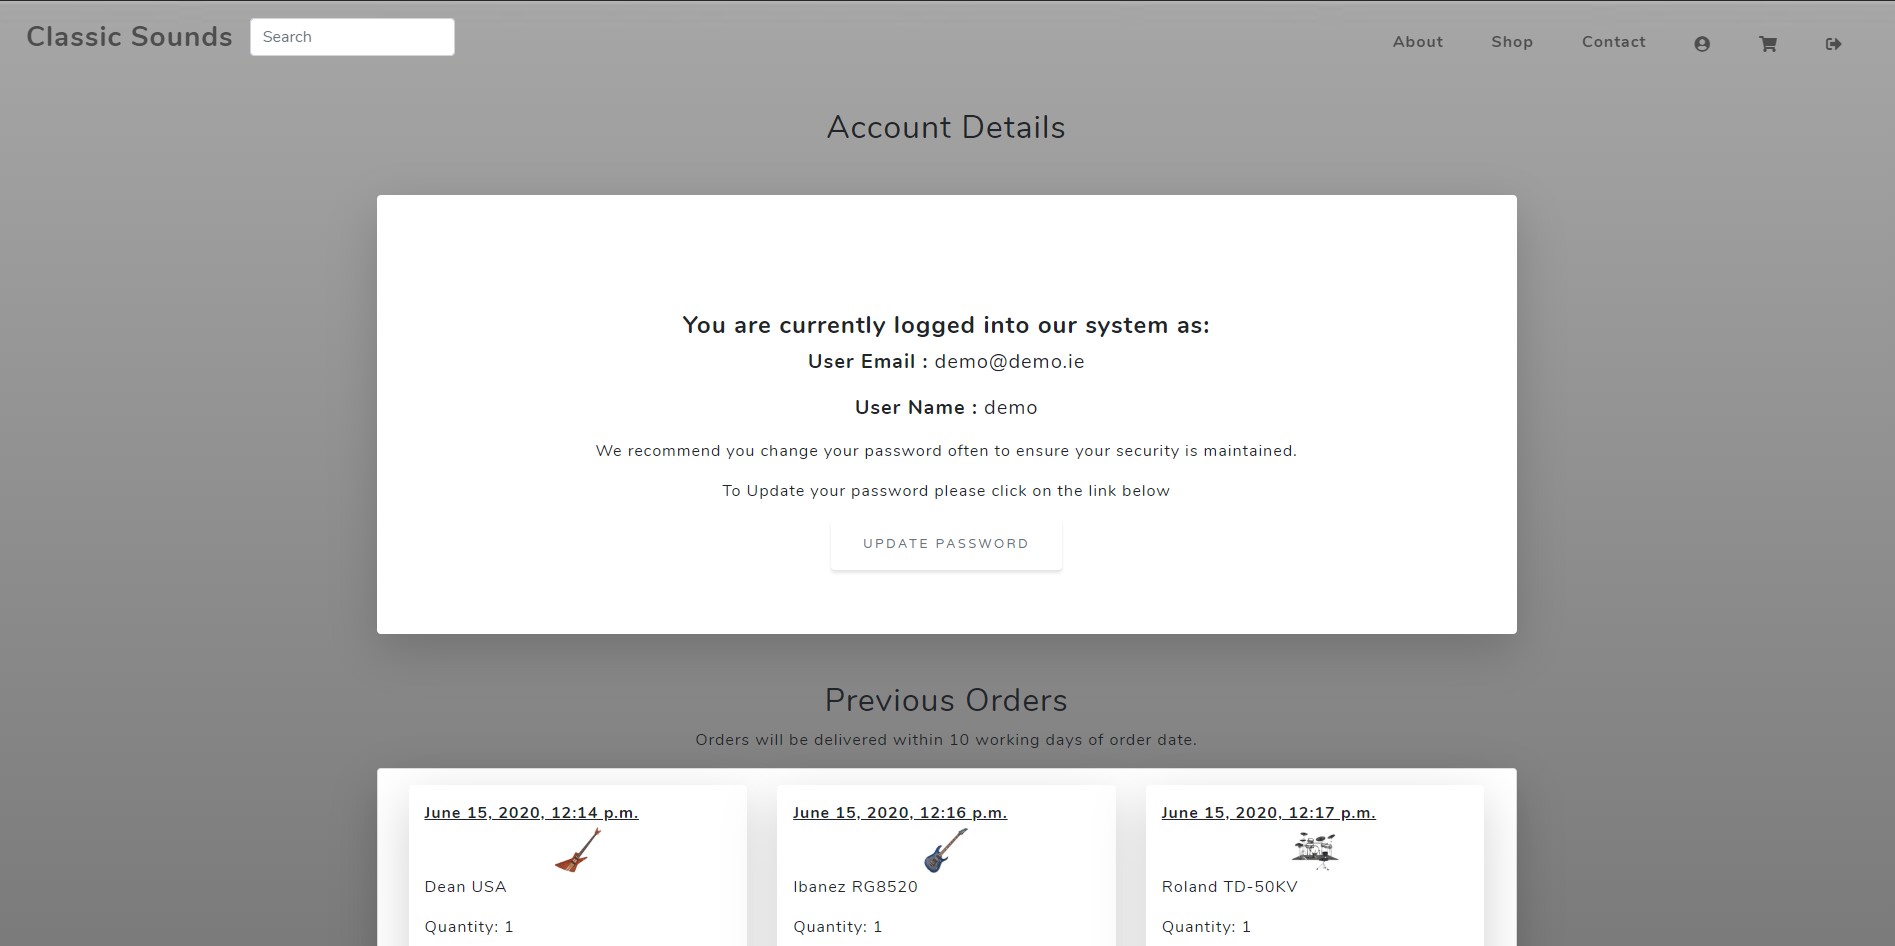 Classic Sounds
Search
About
Shop
Contact
Account Details
You are currently logged into our system as:
User Email : demo@demo.ie
User Name : demo
We recommend you change your password often to ensure your security is maintained.
To Update your password please click on the link below
UPDATE PASSWORD
Previous Orders
Orders will be delivered within 10 working days of order date.
June 15, 2020, 12:14 p.m.
Dean USA
Quantity: 1
June 15, 2020, 12:16 p.m.
Ibanez RG8520
Quantity: 1
June 15, 2020, 12:17 p.m.
Roland TD-50KV
Quantity: 1